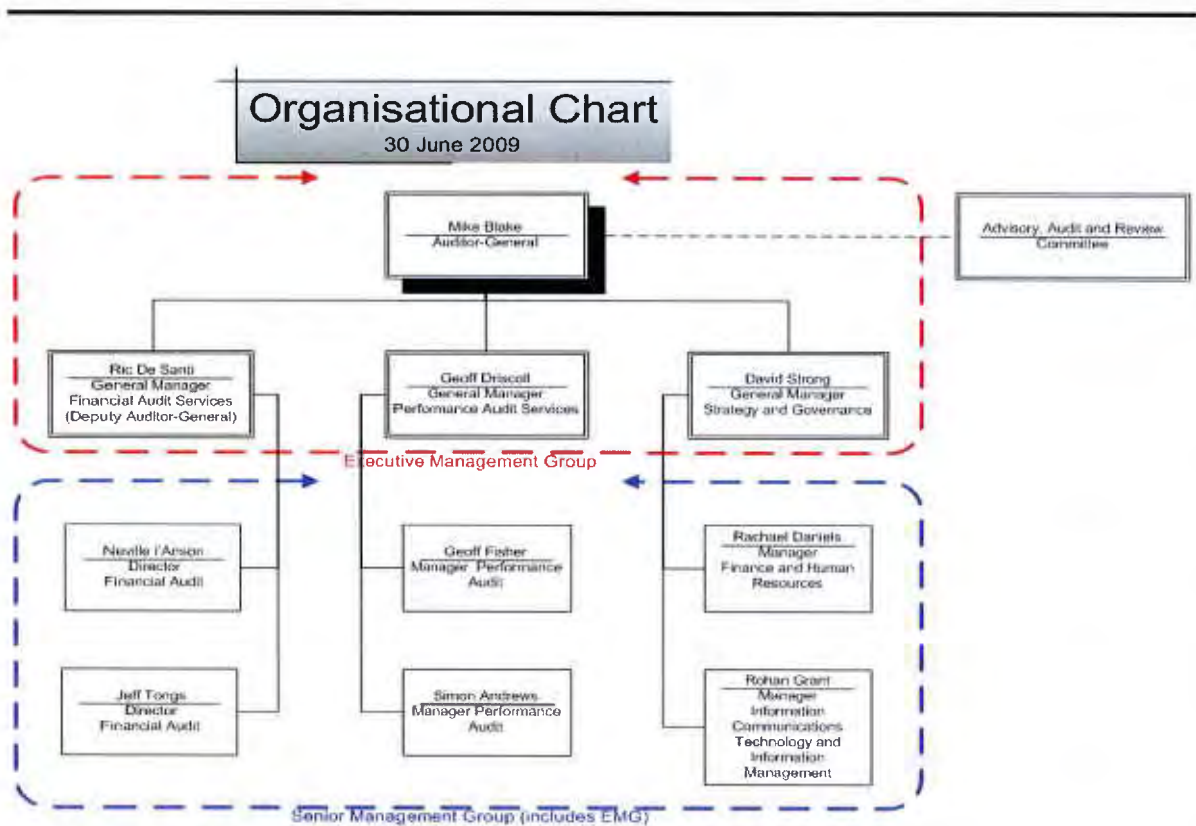 Organisational Chart
30 June 2009
Mike Blake
Auditor-General
Advisory, Audit and Review
Committee
Ric De Santi
General Manager
Financial Audit Services
(Deputy Auditor-General)
Geoff Driscoll
General Manager
Performance Audit Services
David Strong
General Manager
Strategy and Governance
Executive Management Group
Neville I'Anson
Director
Financial Audit
Geoff Fisher
Manager Performance
Audit
Rachael Daniels
Manager
Finance and Human
Resources
Jeff Tongs
Director
Financial Audit
Simon Andrews
Manager Performance
Audit
Rohan Grant
Manager
Information
Communications
Technology and
Information
Management
Senior Management Group (includes EMG)